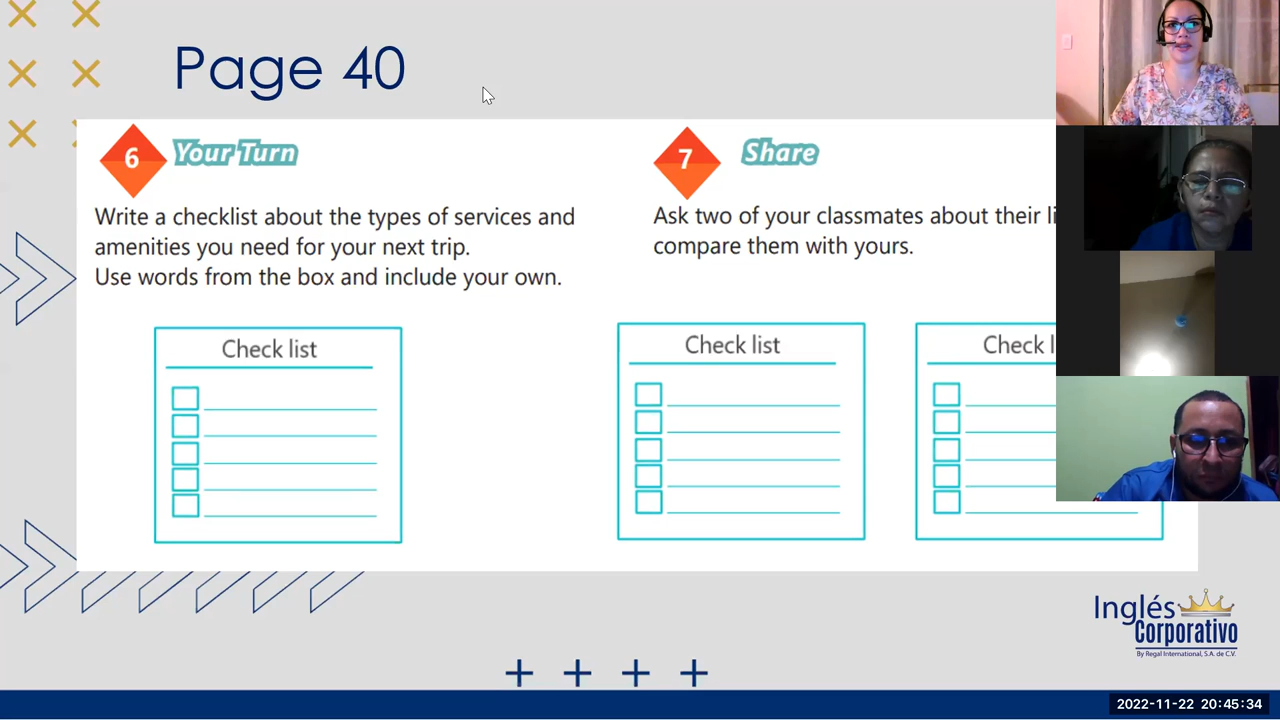 Page 40
6
Your Turn
Write a checklist about the types of services and
amenities you need for your next trip.
Use words from the box and include your own.
Check list
7
Share
Ask two of your classmates about their
compare them with yours.
Check list
Check
Inglés
Corporativo
By Regal International, S.A. de C.V.
2022-11-22 20:45:34